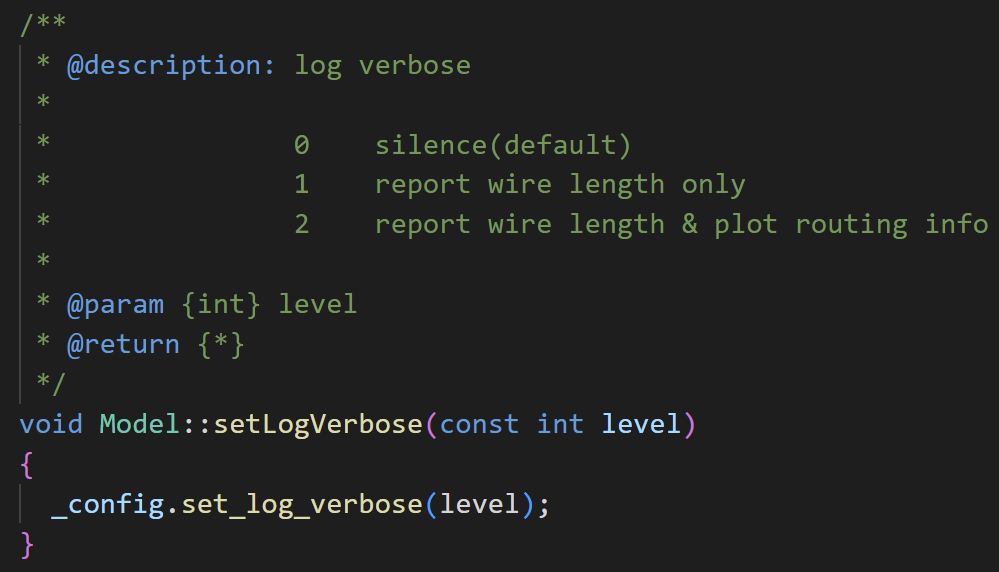 /**
 * @description: log verbose
 *
 *               0    silence(default)
 *               1    report wire length only
 *               2    report wire length & plot routing info
 *
 * @param {int} level
 * @return {*}
 */
void Model::setLogVerbose(const int level)
{
  _config.set_log_verbose(level);
}